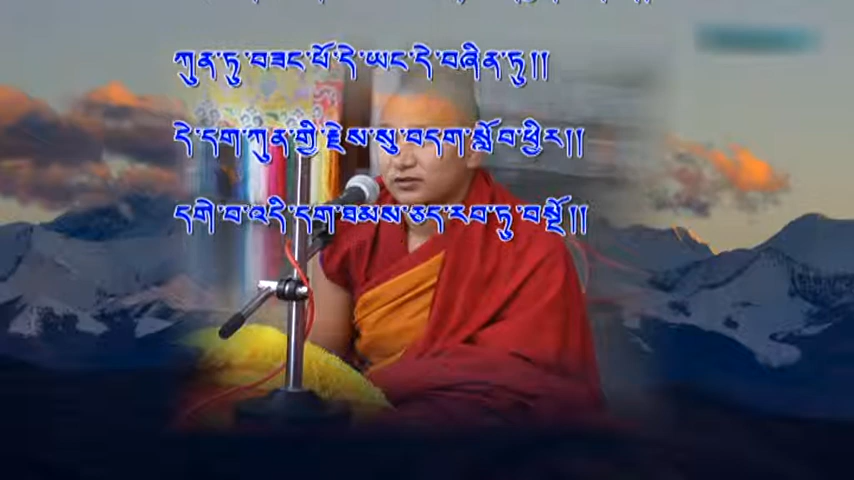 ཀུན་ཏུ་བཟང་པོ་དེ་ཡང་དེ་བཞིན་ཏུ།།
དེ་དག་ཀུན་གྱི་རྗེས་སུ་བདག་སློབ་ཕྱིར།།
དགེ་བ་འདི་དག་ཐམས་ཅད་རབ་ཏུ་བསྔོ།།